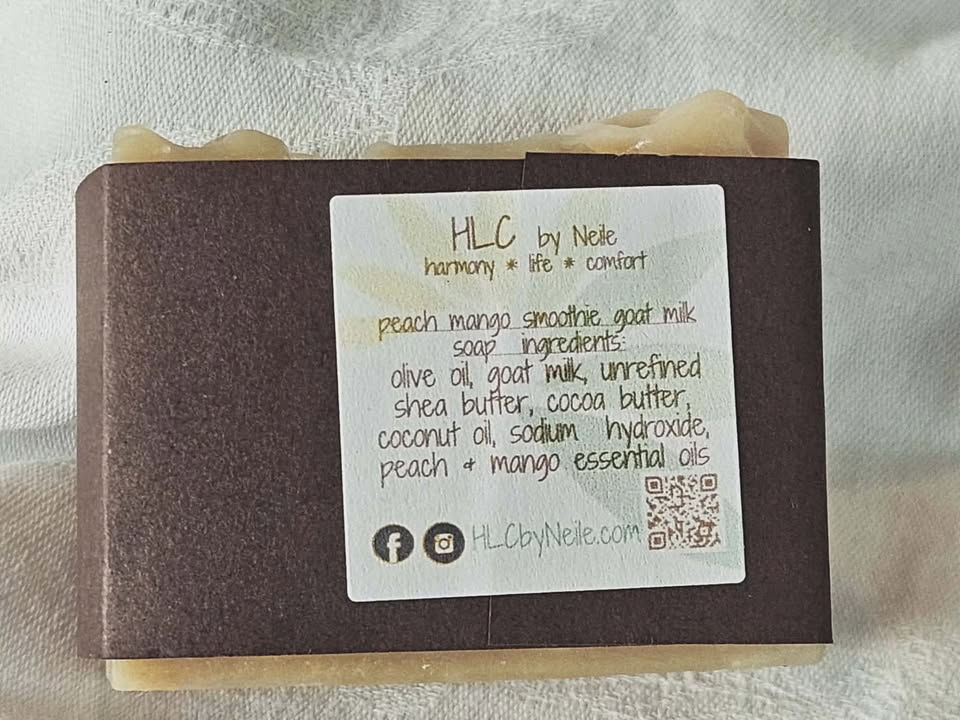 HLC by Neile
harmony * life * comfort
peach mango smoothie goat milk
soap ingredients:
olive oil, goat milk, unrefined
shea butter, cocoa butter,
coconut oil, sodium hydroxide,
peach + mango essential oils
HLCbyNeile.com